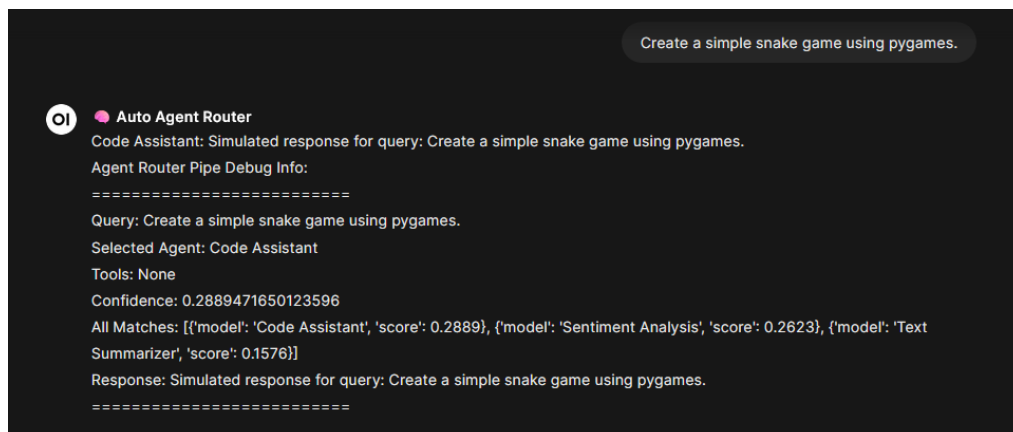 Create a simple snake game using pygames.
OI
Auto Agent Router
Code Assistant: Simulated response for query: Create a simple snake game using pygames.
Agent Router Pipe Debug Info:
==========================
Query: Create a simple snake game using pygames.
Selected Agent: Code Assistant
Tools: None
Confidence: 0.2889471650123596
All Matches: [{'model': 'Code Assistant', 'score': 0.2889}, {'model': 'Sentiment Analysis', 'score': 0.2623}, {'model': 'Text
Summarizer', 'score': 0.1576}]
Response: Simulated response for query: Create a simple snake game using pygames.
==========================